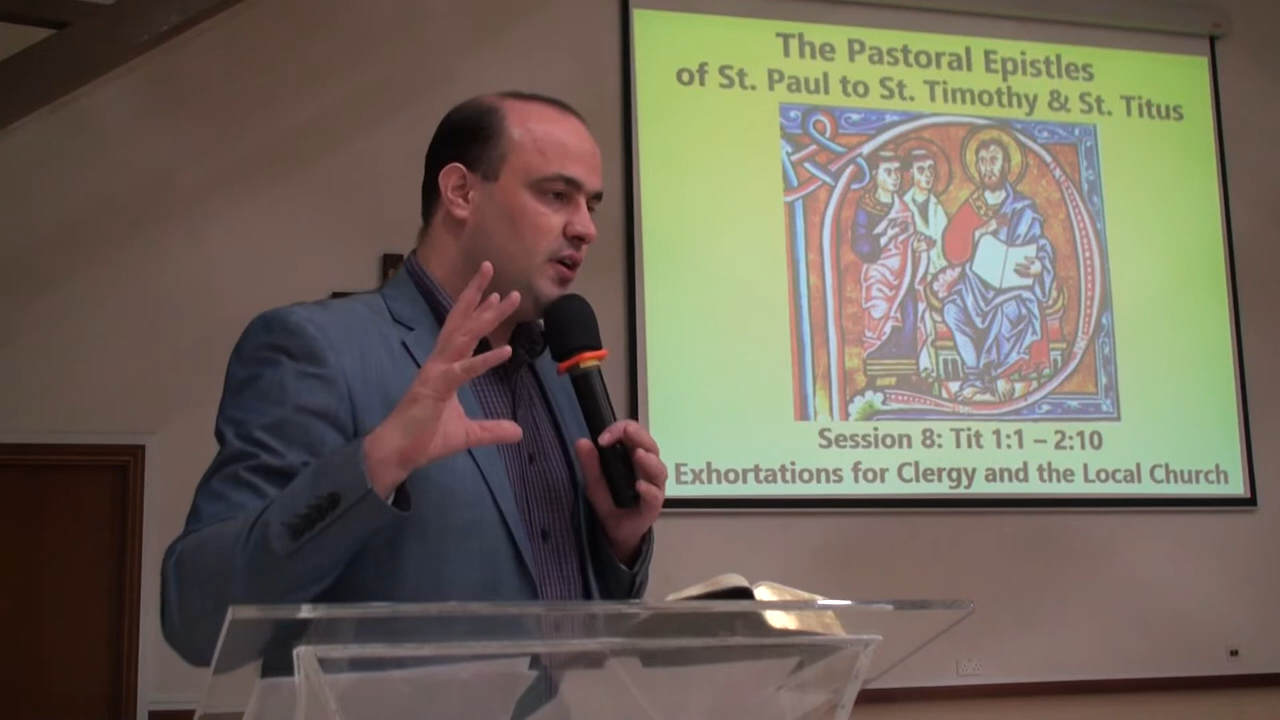 The Pastoral Epistles
of St. Paul to St. Timothy & St. Titus
Session 8: Tit 1:1 – 2:10
Exhortations for Clergy and the Local Church